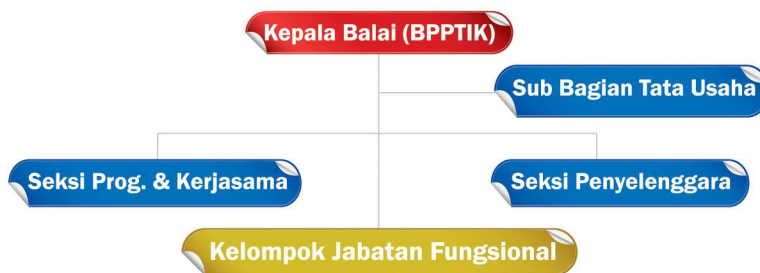 Kepala Balai (BPPTIK)
Sub Bagian Tata Usaha
Seksi Prog. & Kerjasama
Seksi Penyelenggara
Kelompok Jabatan Fungsional